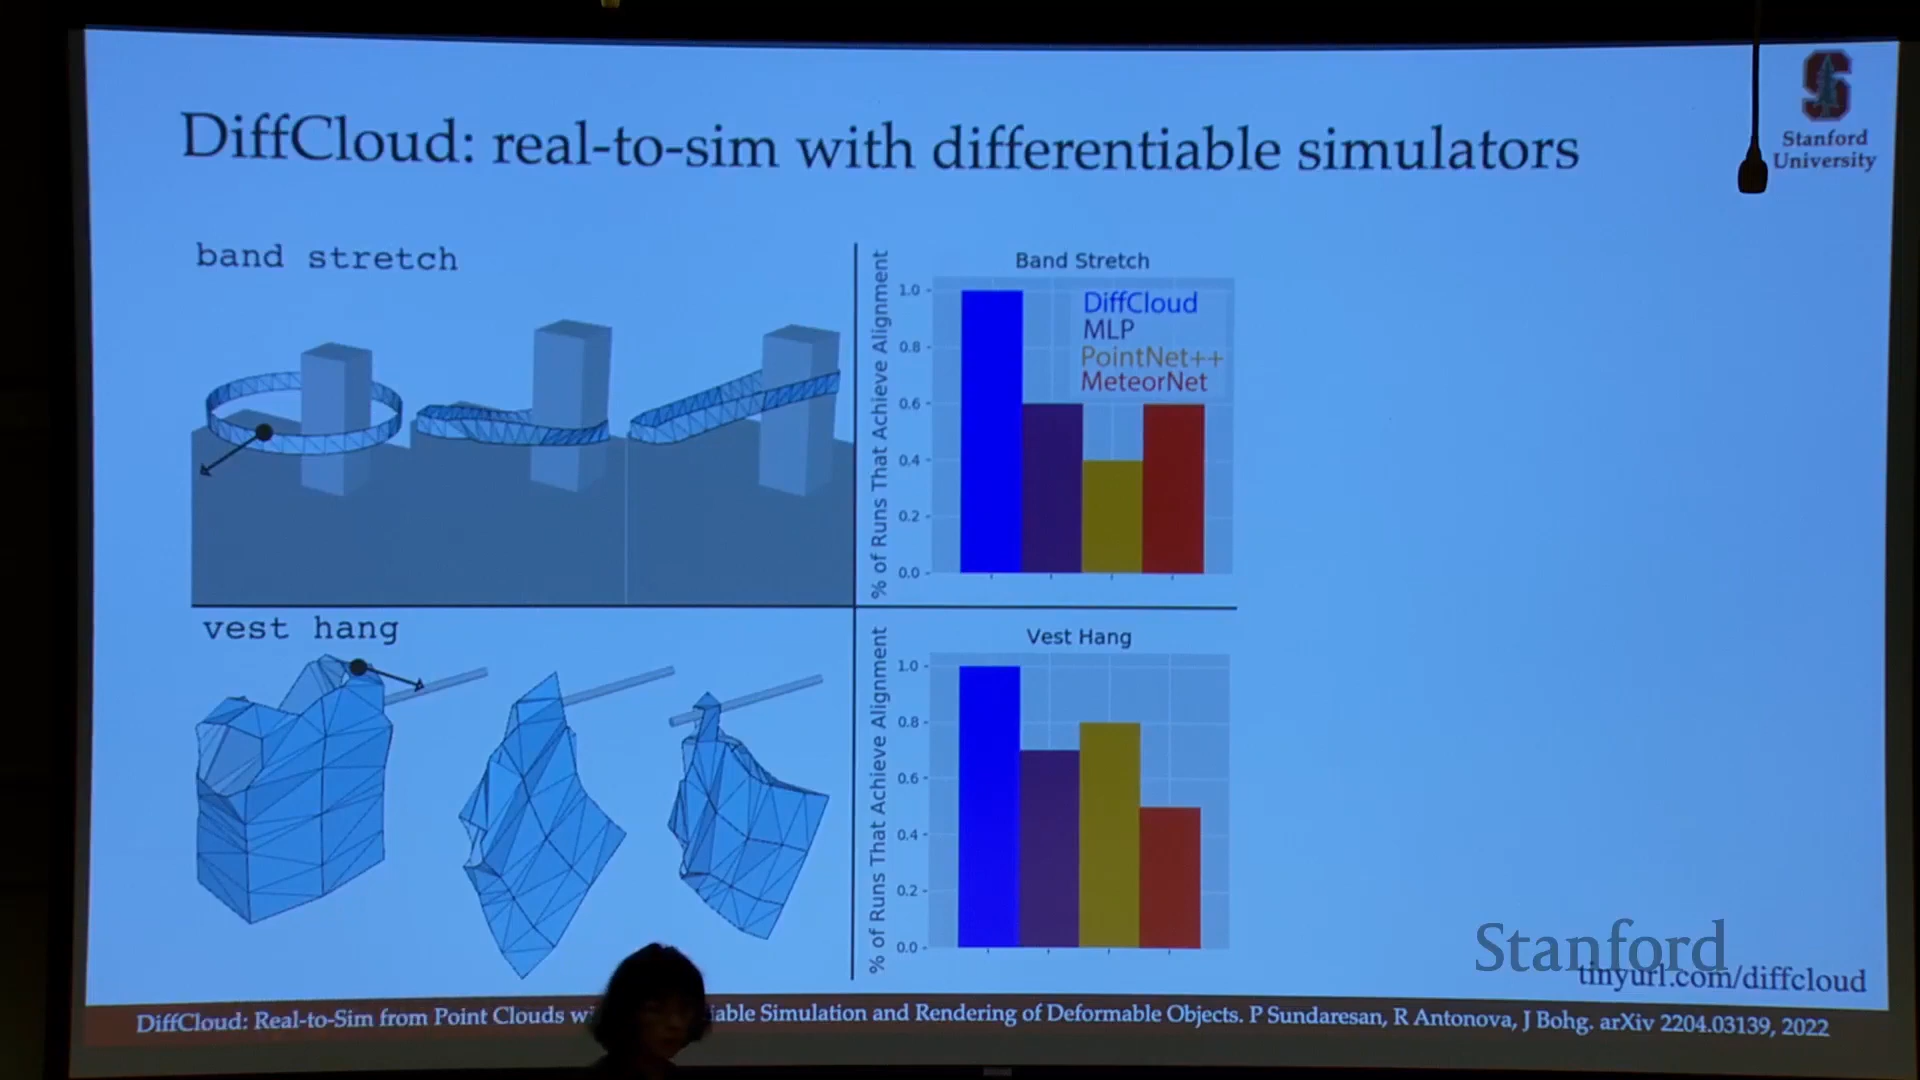 DiffCloud: real-to-sim with differentiable simulators
Stanford
University
band stretch
% of Runs That Achieve Alignment
Band Stretch
1.0
0.8
0.6
0.4
0.2
0.0
DiffCloud
MLP
PointNet++
MeteorNet
vest hang
% of Runs That Achieve Alignment
Vest Hang
1.0
0.8
0.6
0.4
0.2
0.0
Stanford
tinyurl.com/diffcloud
DiffCloud: Real-to-Sim from Point Clouds Simulation and Rendering of Deformable Objects. P Sundaresan, R Antonova, J Bohg. arXiv 2204.03139, 2022